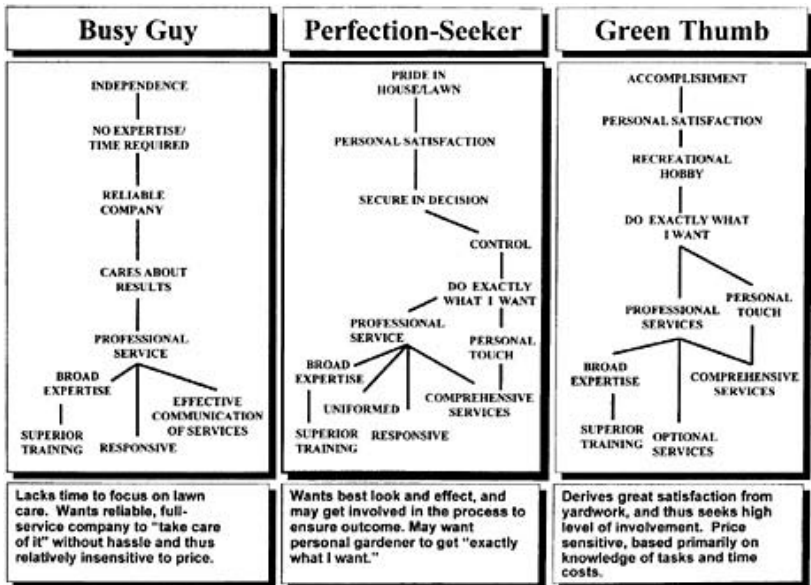 Busy Guy
INDEPENDENCE
NO EXPERTISE/
TIME REQUIRED
RELIABLE
COMPANY
CARES ABOUT
RESULTS
PROFESSIONAL
SERVICE
BROAD
EXPERTISE
EFFECTIVE
COMMUNICATION
OF SERVICES
SUPERIOR
TRAINING
RESPONSIVE
Lacks time to focus on lawn
care. Wants reliable, full-
service company to "take care
of it" without hassle and thus
relatively insensitive to price.
Perfection-Seeker
PRIDE IN
HOUSE/LAWN
PERSONAL SATISFACTION
SECURE IN DECISION
CONTROL
DO EXACTLY
WHAT I WANT
PROFESSIONAL
SERVICE
PERSONAL
TOUCH
BROAD
EXPERTISE
UNIFORMED
COMPREHENSIVE
SERVICES
SUPERIOR
TRAINING
RESPONSIVE
Wants best look and effect, and
may get involved in the process to
ensure outcome. May want
personal gardener to get "exactly
what I want."
Green Thumb
ACCOMPLISHMENT
PERSONAL SATISFACTION
RECREATIONAL
HOBBY
DO EXACTLY WHAT
I WANT
PROFESSIONAL
SERVICES
PERSONAL
TOUCH
BROAD
EXPERTISE
COMPREHENSIVE
SERVICES
SUPERIOR
TRAINING
OPTIONAL
SERVICES
Derives great satisfaction from
yardwork, and thus seeks high
level of involvement. Price
sensitive, based primarily on
knowledge of tasks and time
costs.